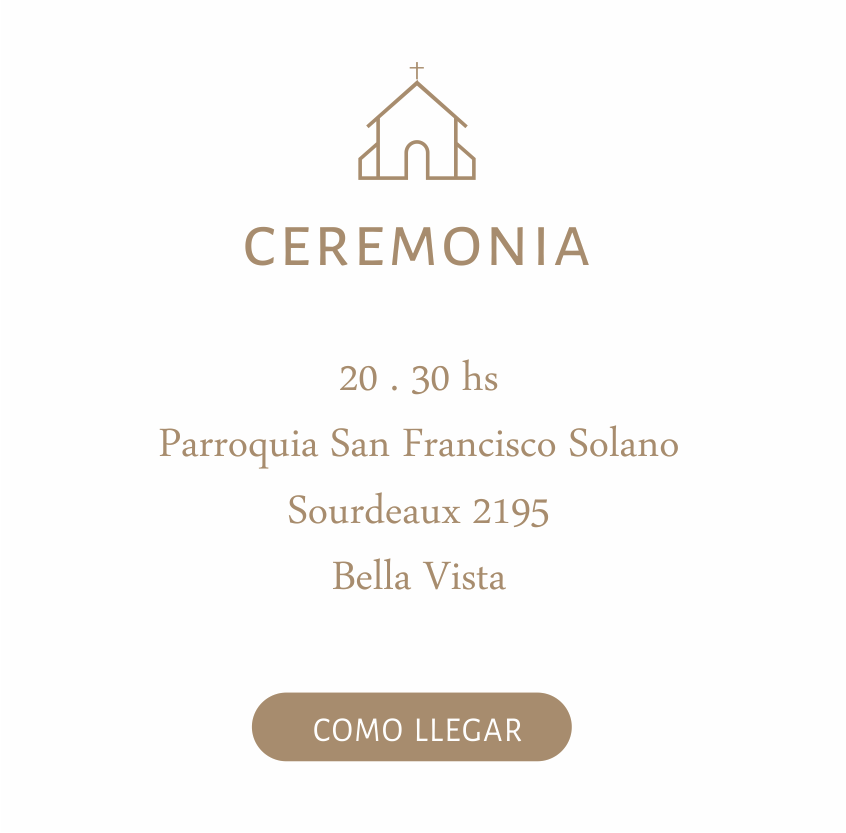 CEREMONIA
20 . 30 hs
Parroquia San Francisco Solano
Sourdeaux 2195
Bella Vista
COMO LLEGAR